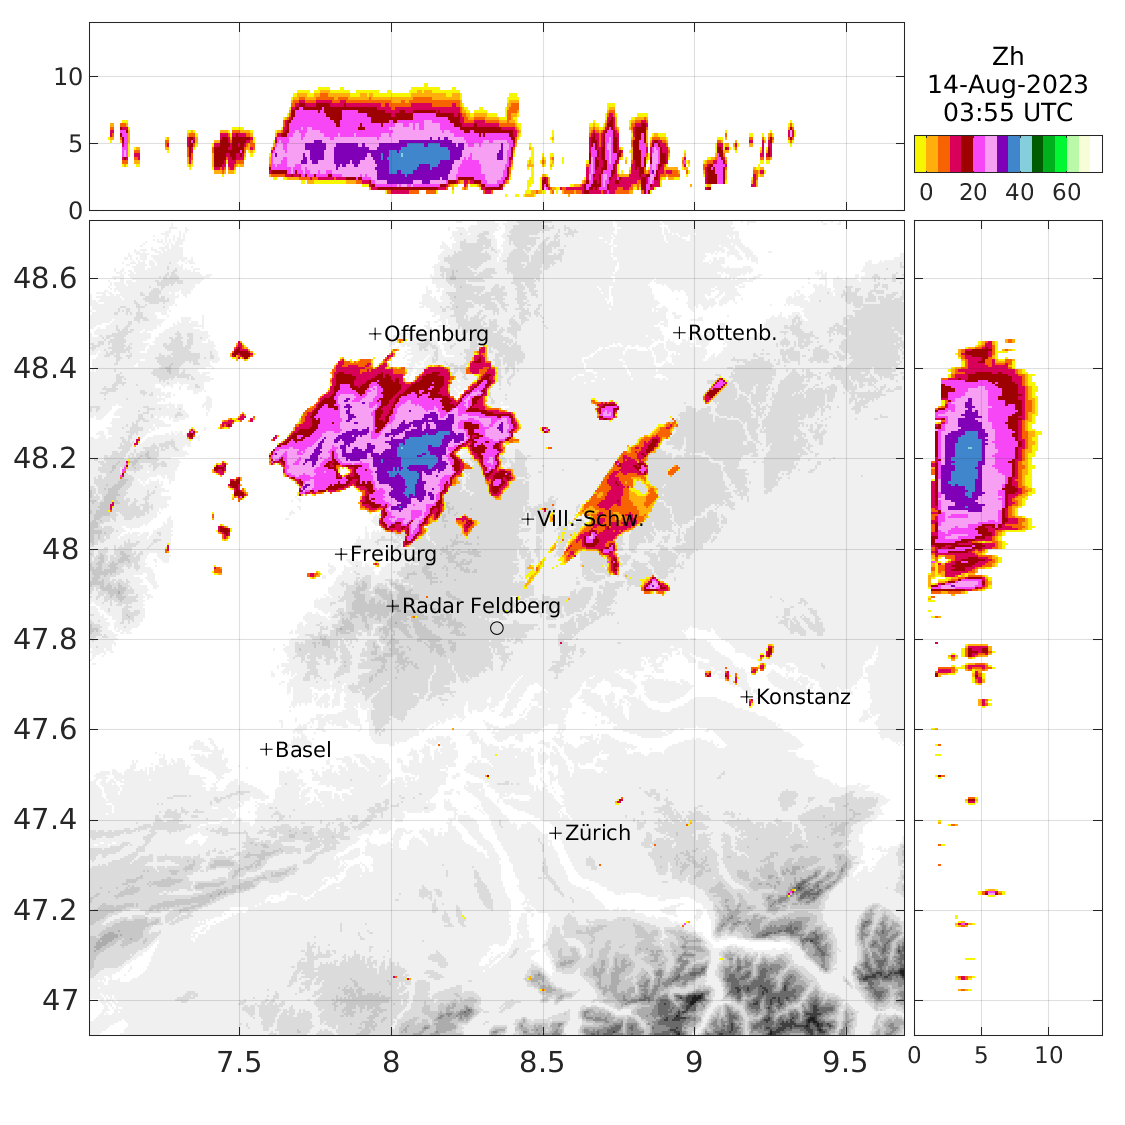 10
5
0
Zh
14-Aug-2023
03:55 UTC
0 20 40 60
48.6
48.4
48.2
48
47.8
47.6
47.4
47.2
47
Offenburg
Rottenb.
Vill.-Schw.
Freiburg
Radar Feldberg
Konstanz
Basel
Zürich
7.5 8 8.5 9 9.5
0 5 10